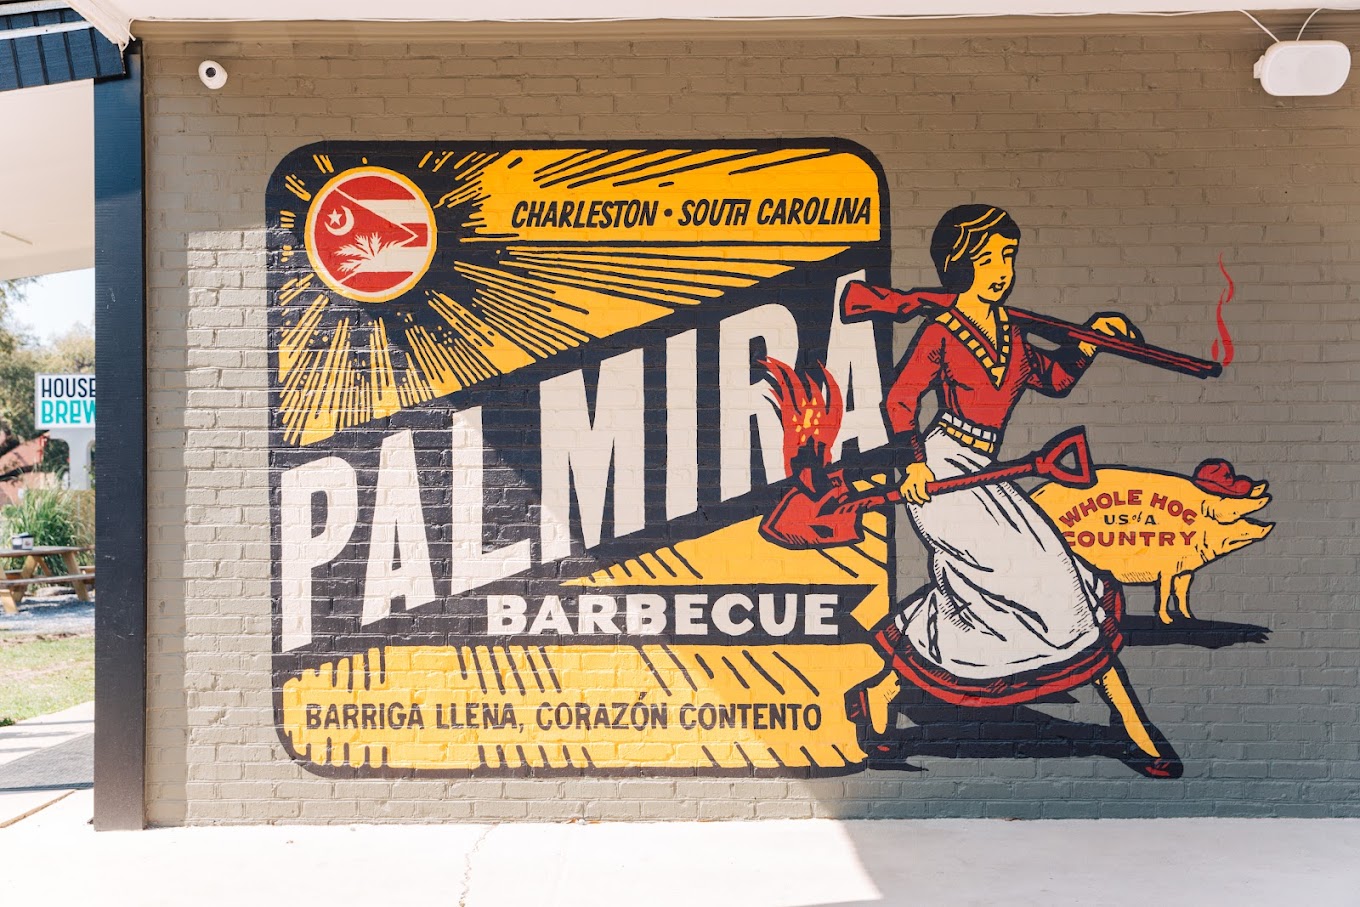 CHARLESTON • SOUTH CAROLINA
PALMIRA
BARBECUE
BARRIGA LLENA, CORAZÓN CONTENTO
WHOLE HOG
US of A
COUNTRY
HOUSE
BREW